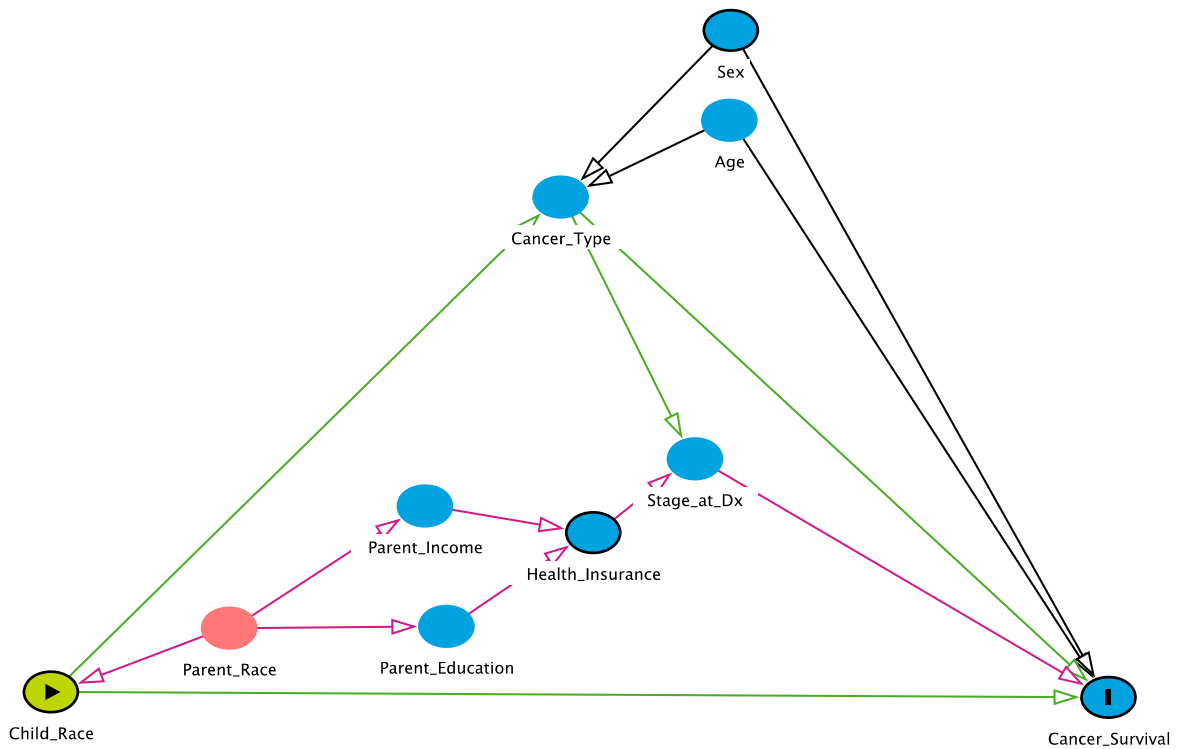 Sex
Age
Cancer_Type
Stage_at_Dx
Parent_Income
Health_Insurance
Parent_Race
Parent_Education
Child_Race
Cancer_Survival